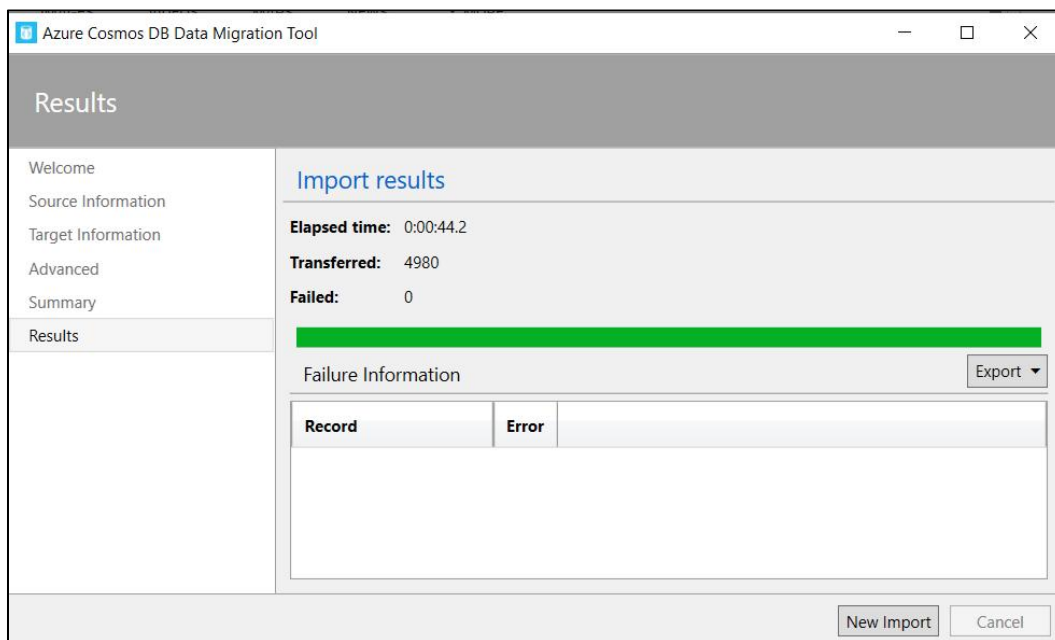 Azure Cosmos DB Data Migration Tool
Results
Welcome
Source Information
Target Information
Advanced
Summary
Results
Import results
Elapsed time: 0:00:44.2
Transferred: 4980
Failed: 0
Failure Information
Export
Record Error
New Import Cancel